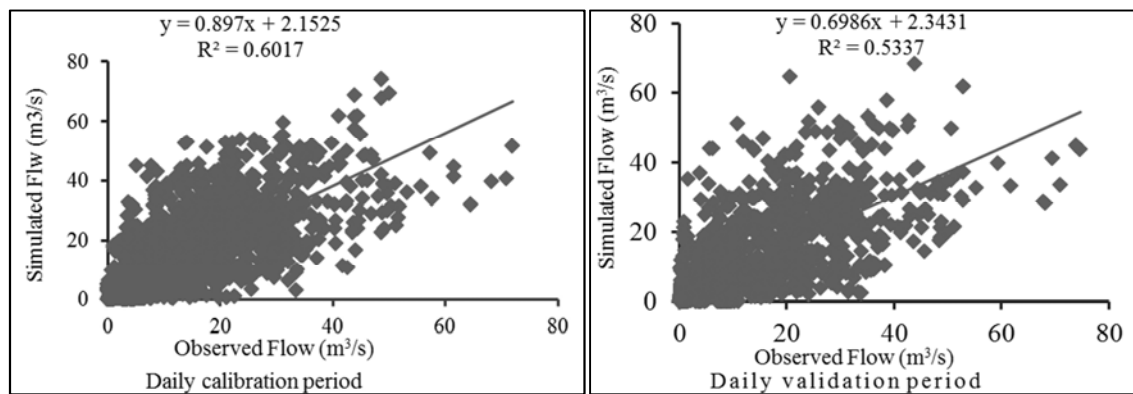 y = 0.897x + 2.1525
R² = 0.6017
80
60
40
20
0
0 20 40 60 80
Simulated Flw (m3/s)
Observed Flow (m³/s)
Daily calibration period
y = 0.6986x + 2.3431
R² = 0.5337
80
60
40
20
0
0 20 40 60 80
Simulated Flow (m³/s)
Observed Flow (m³/s)
Daily validation period